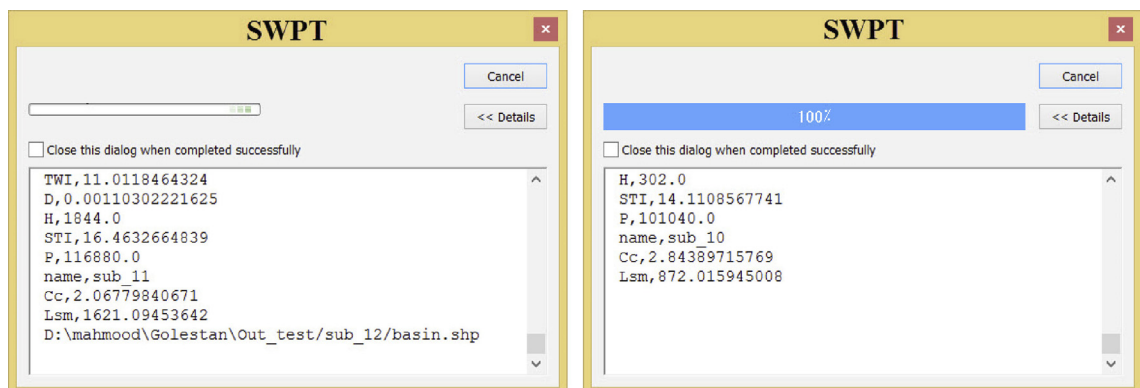 SWPT
Cancel
<< Details
Close this dialog when completed successfully
TWI,11.0118464324
D,0.00110302221625
H,1844.0
STI,16.4632664839
P,116880.0
name,sub_11
Cc,2.06779840671
Lsm,1621.09453642
D:\mahmood\Golestan\Out_test/sub_12/basin.shp
SWPT
Cancel
100%
<< Details
Close this dialog when completed successfully
H,302.0
STI,14.1108567741
P,101040.0
name,sub_10
Cc,2.84389715769
Lsm,872.015945008